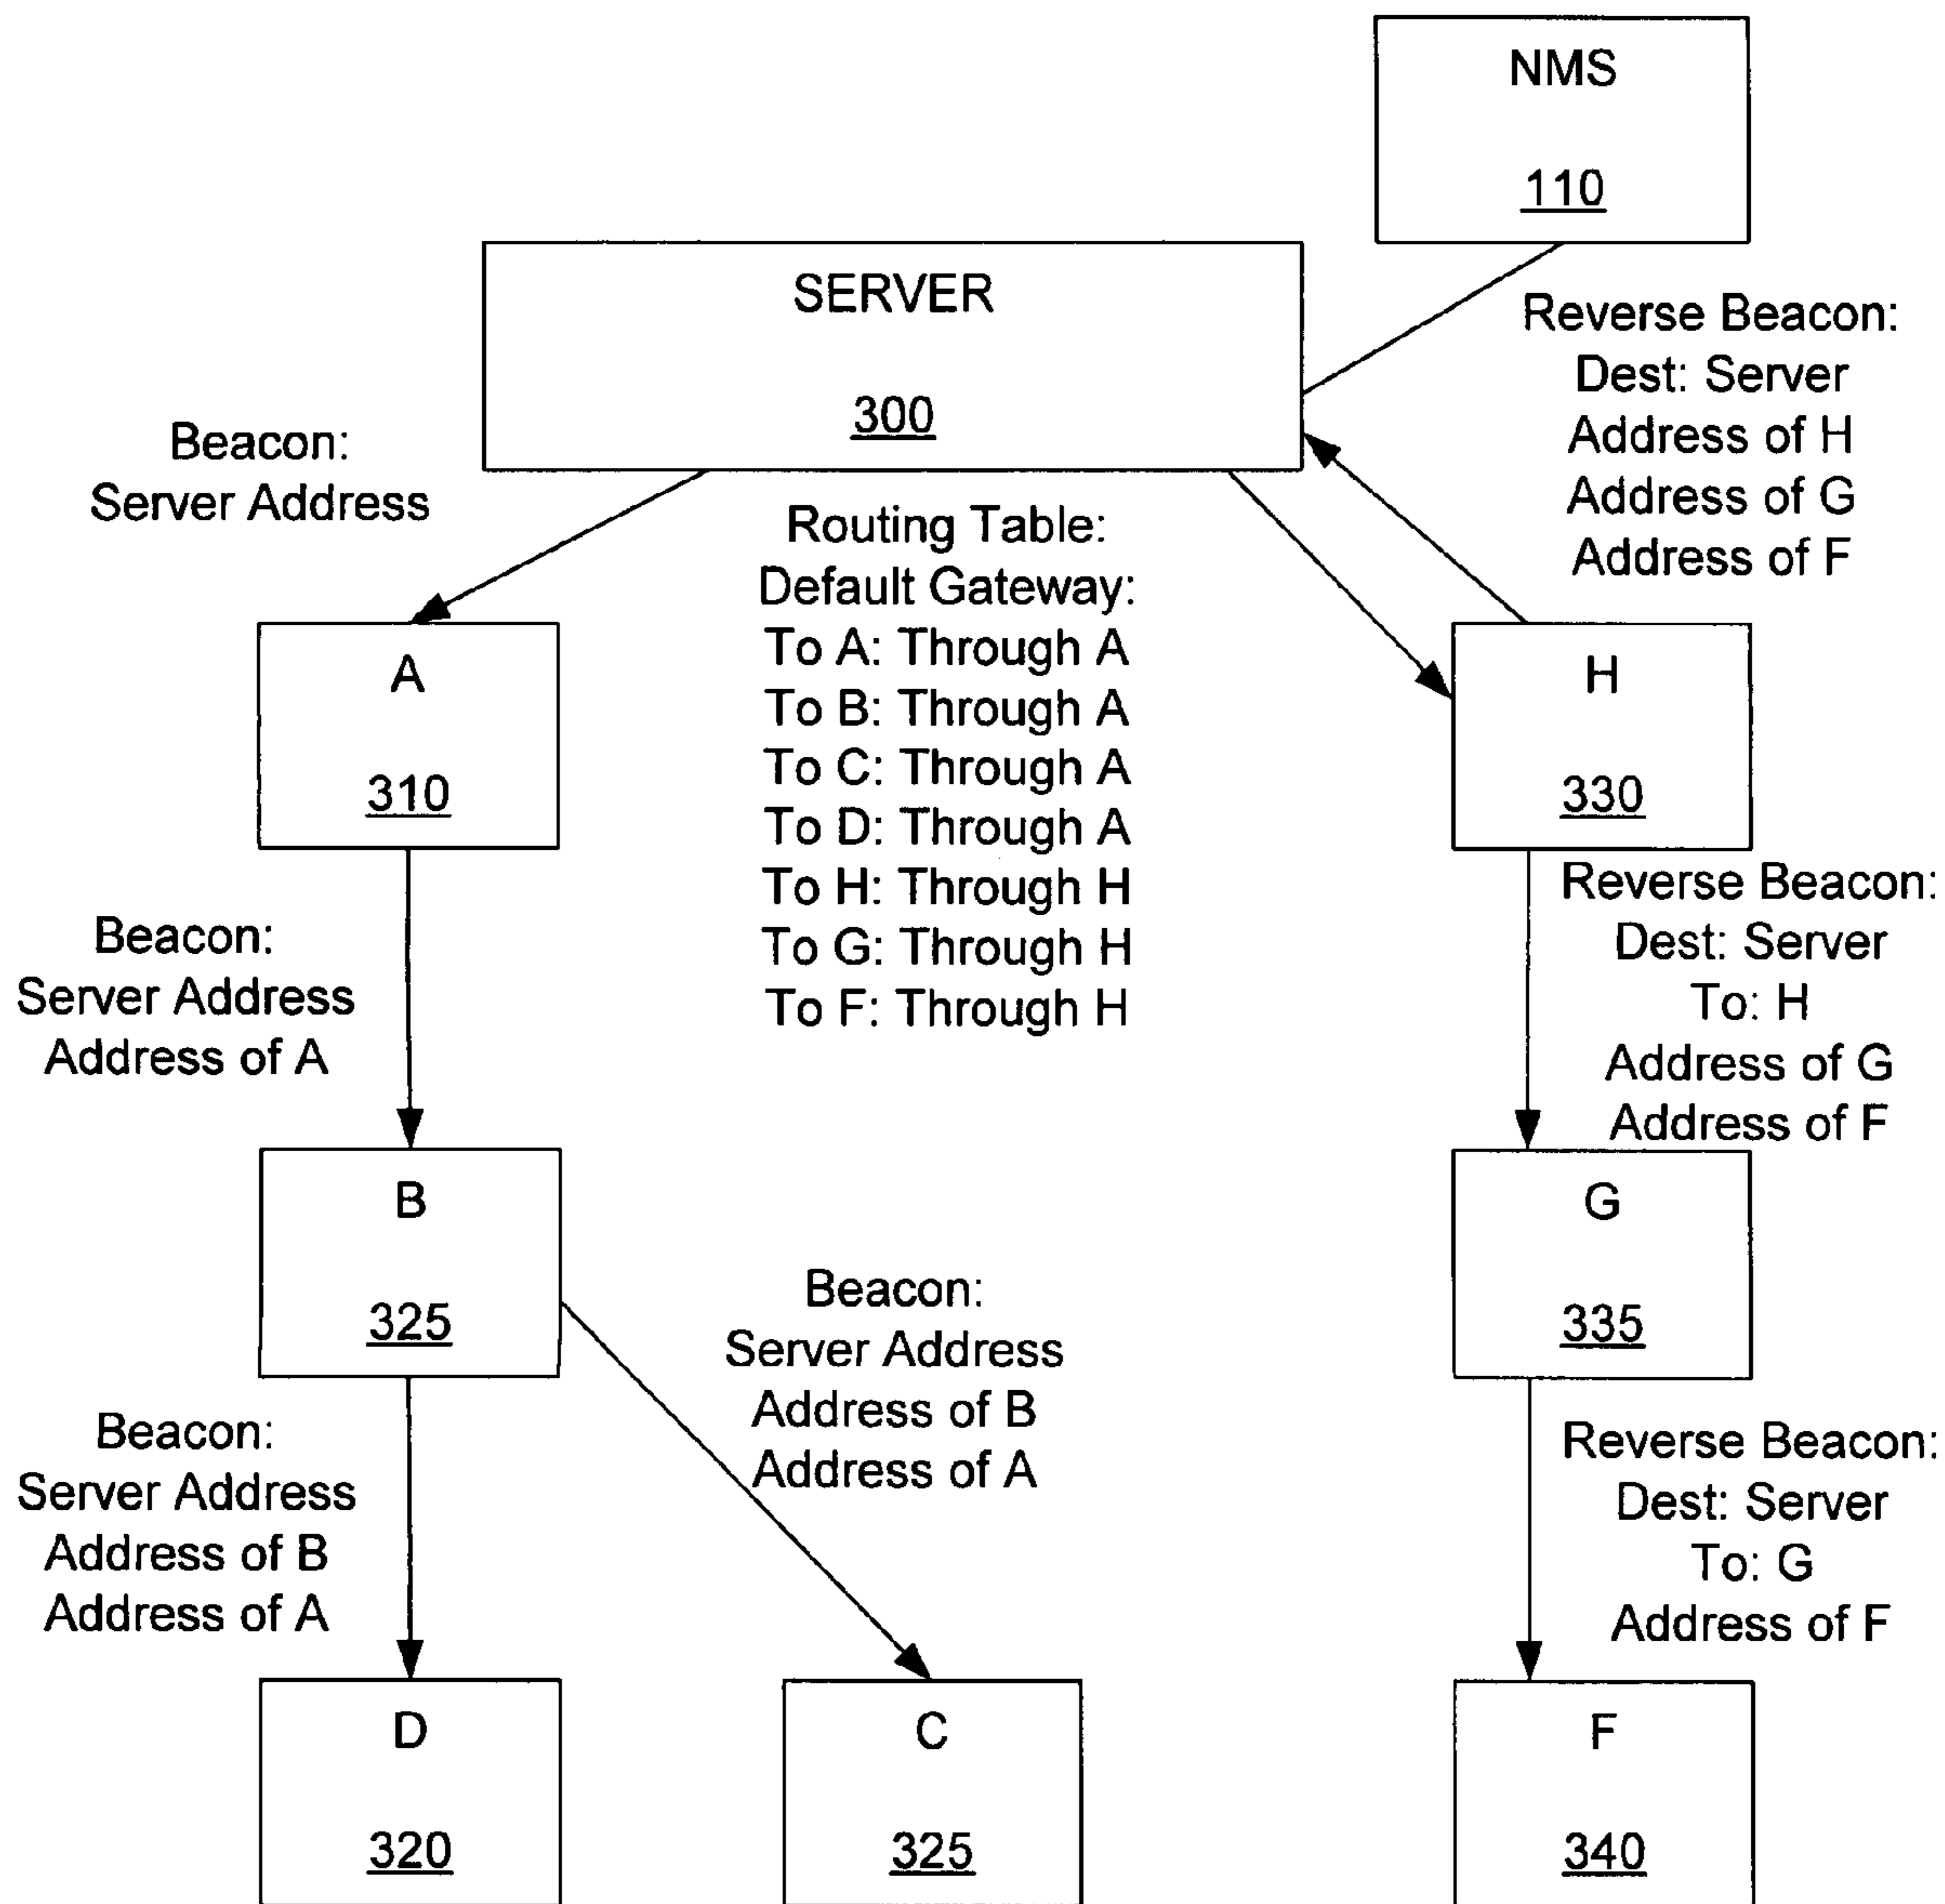 NMS
110
SERVER
300
Reverse Beacon:
Dest: Server
Address of H
Address of G
Address of F
Beacon:
Server Address
Routing Table:
Default Gateway:
To A: Through A
To B: Through A
To C: Through A
To D: Through A
To H: Through H
To G: Through H
To F: Through H
A
310
H
330
Beacon:
Server Address
Address of A
Reverse Beacon:
Dest: Server
To: H
Address of G
Address of F
B
325
G
335
Beacon:
Server Address
Address of B
Address of A
Beacon:
Server Address
Address of B
Address of A
Reverse Beacon:
Dest: Server
To: G
Address of F
D
320
C
325
F
340